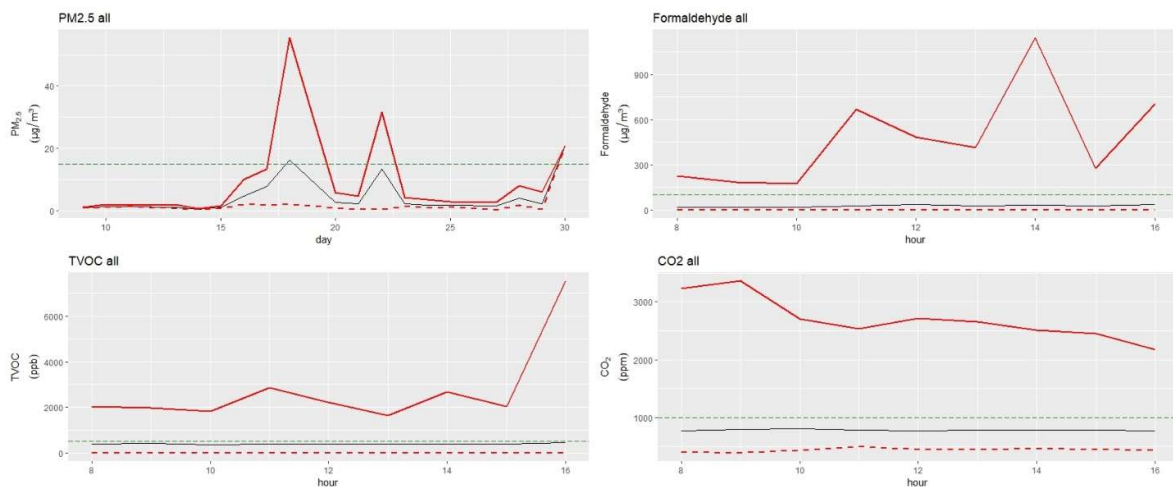 PM2.5 all
40
20
0
PM2.5
(µg/m³)
10
15
20
25
30
day
Formaldehyde all
900
600
300
0
Formaldehyde
(µg/m³)
8
10
12
14
16
hour
TVOC all
6000
4000
2000
0
TVOC
(ppb)
8
10
12
14
16
hour
CO2 all
3000
2000
1000
CO2
(ppm)
8
10
12
14
16
hour